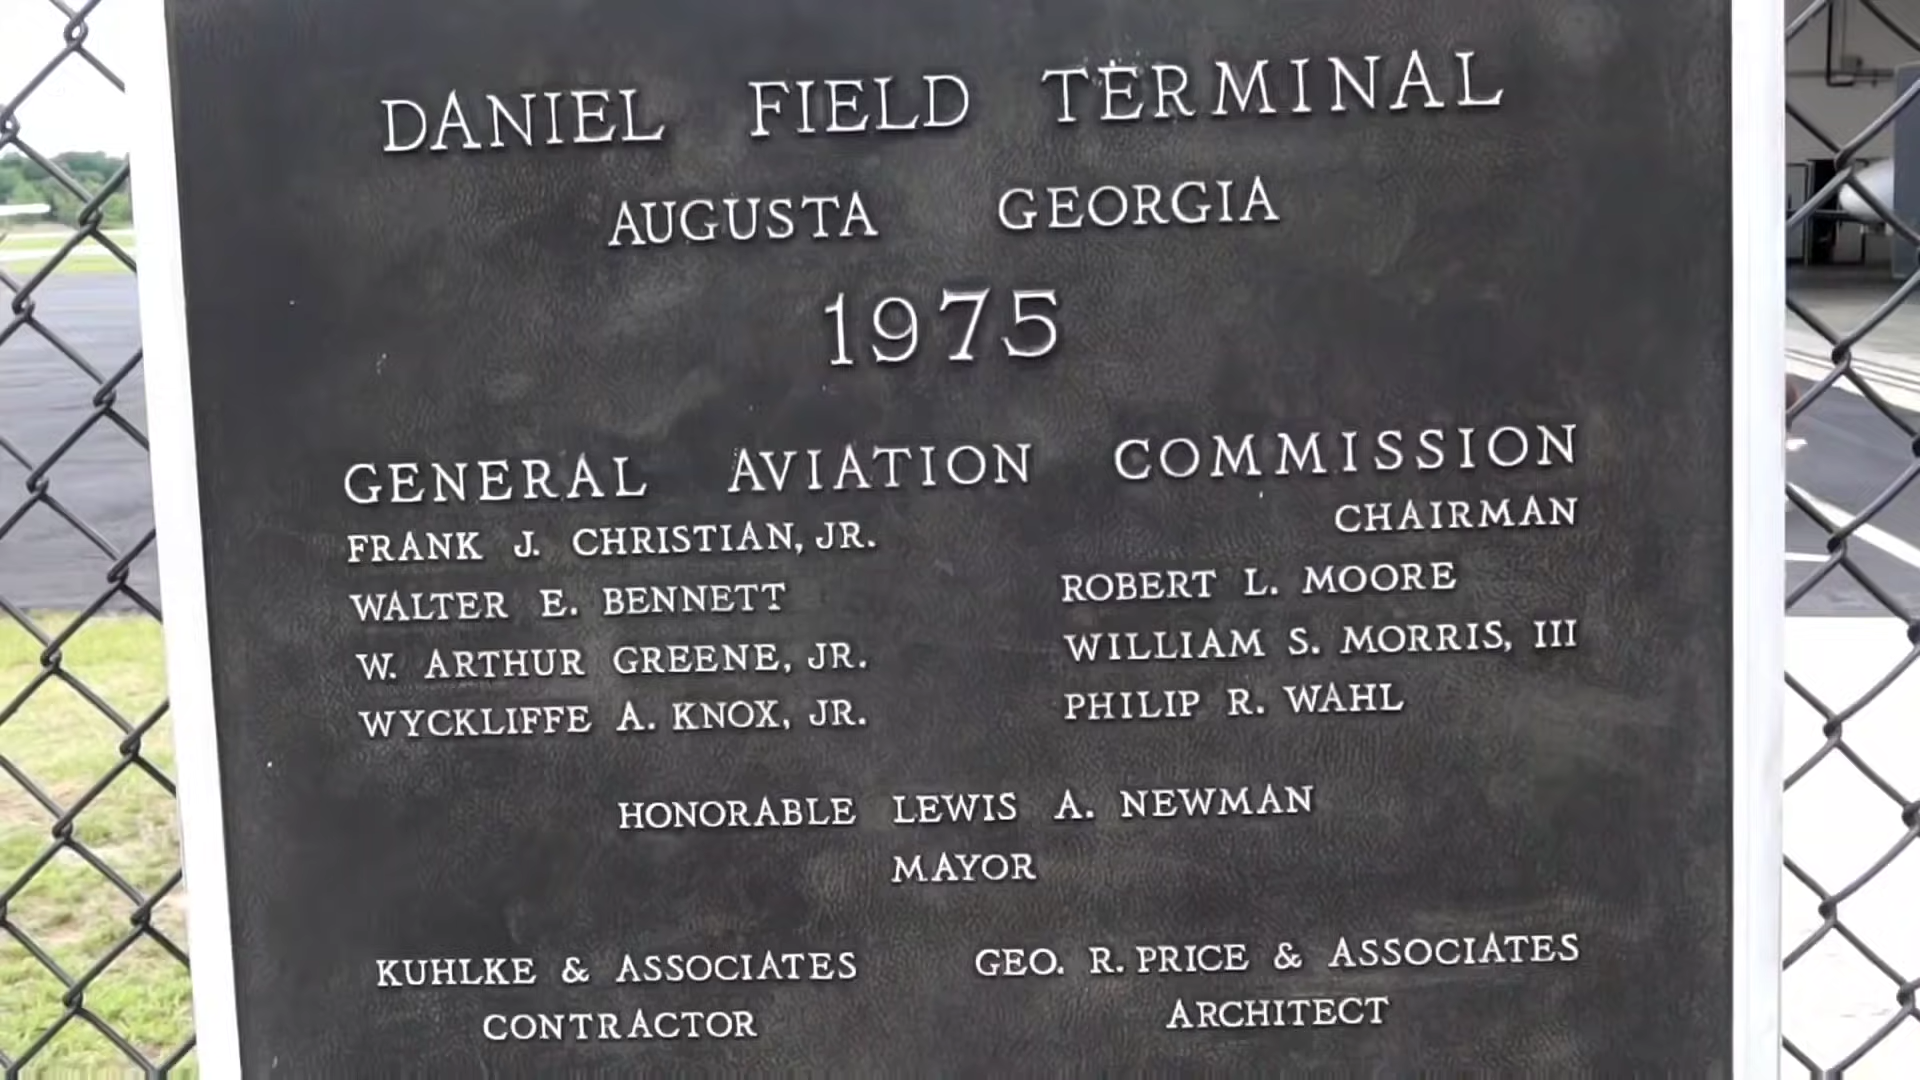 DANIEL FIELD TERMINAL
AUGUSTA GEORGIA
1975
GENERAL AVIATION COMMISSION
FRANK J. CHRISTIAN, JR. CHAIRMAN
WALTER E. BENNETT ROBERT L. MOORE
W. ARTHUR GREENE, JR. WILLIAM S. MORRIS, III
WYCKLIFFE A. KNOX, JR. PHILIP R. WAHL
HONORABLE LEWIS A. NEWMAN
MAYOR
KUHLKE & ASSOCIATES GEO. R. PRICE & ASSOCIATES
CONTRACTOR ARCHITECT